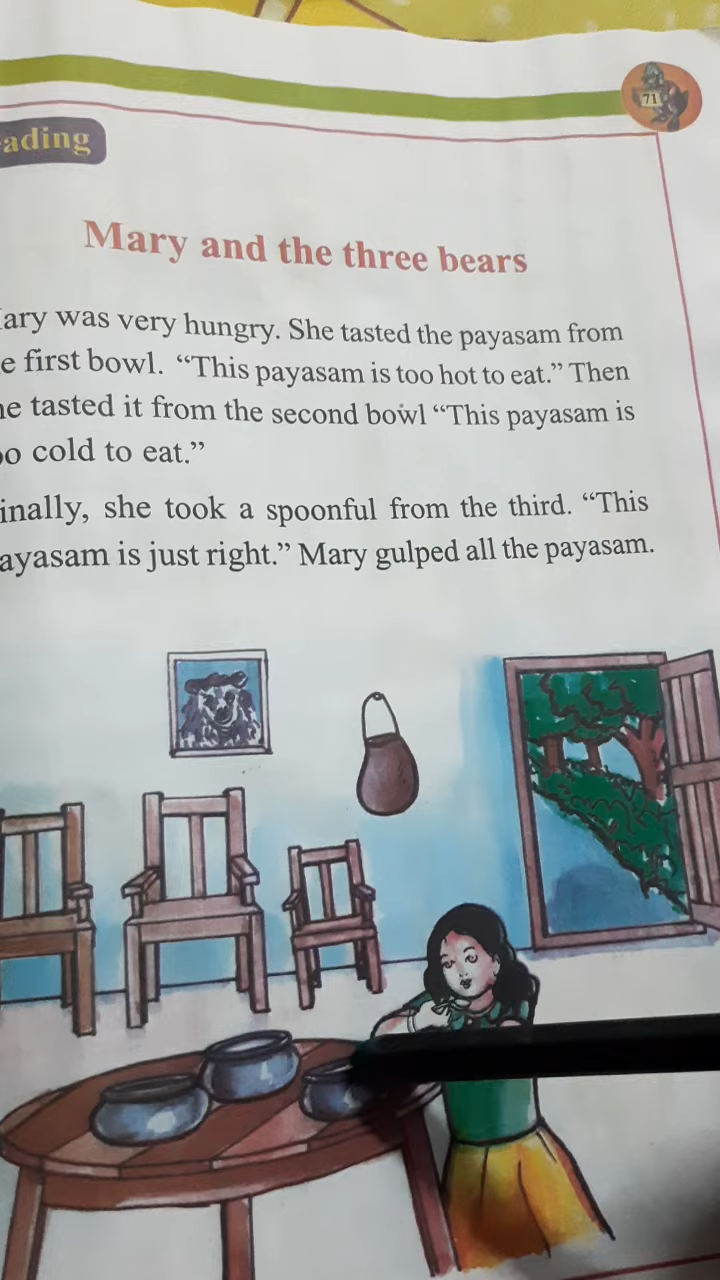 71
ading
Mary and the three bears
ary was very hungry. She tasted the payasam from
e first bowl. “This payasam is too hot to eat.” Then
he tasted it from the second bowl “This payasam is
oo cold to eat.”
inally, she took a spoonful from the third. “This
ayasam is just right.” Mary gulped all the payasam.